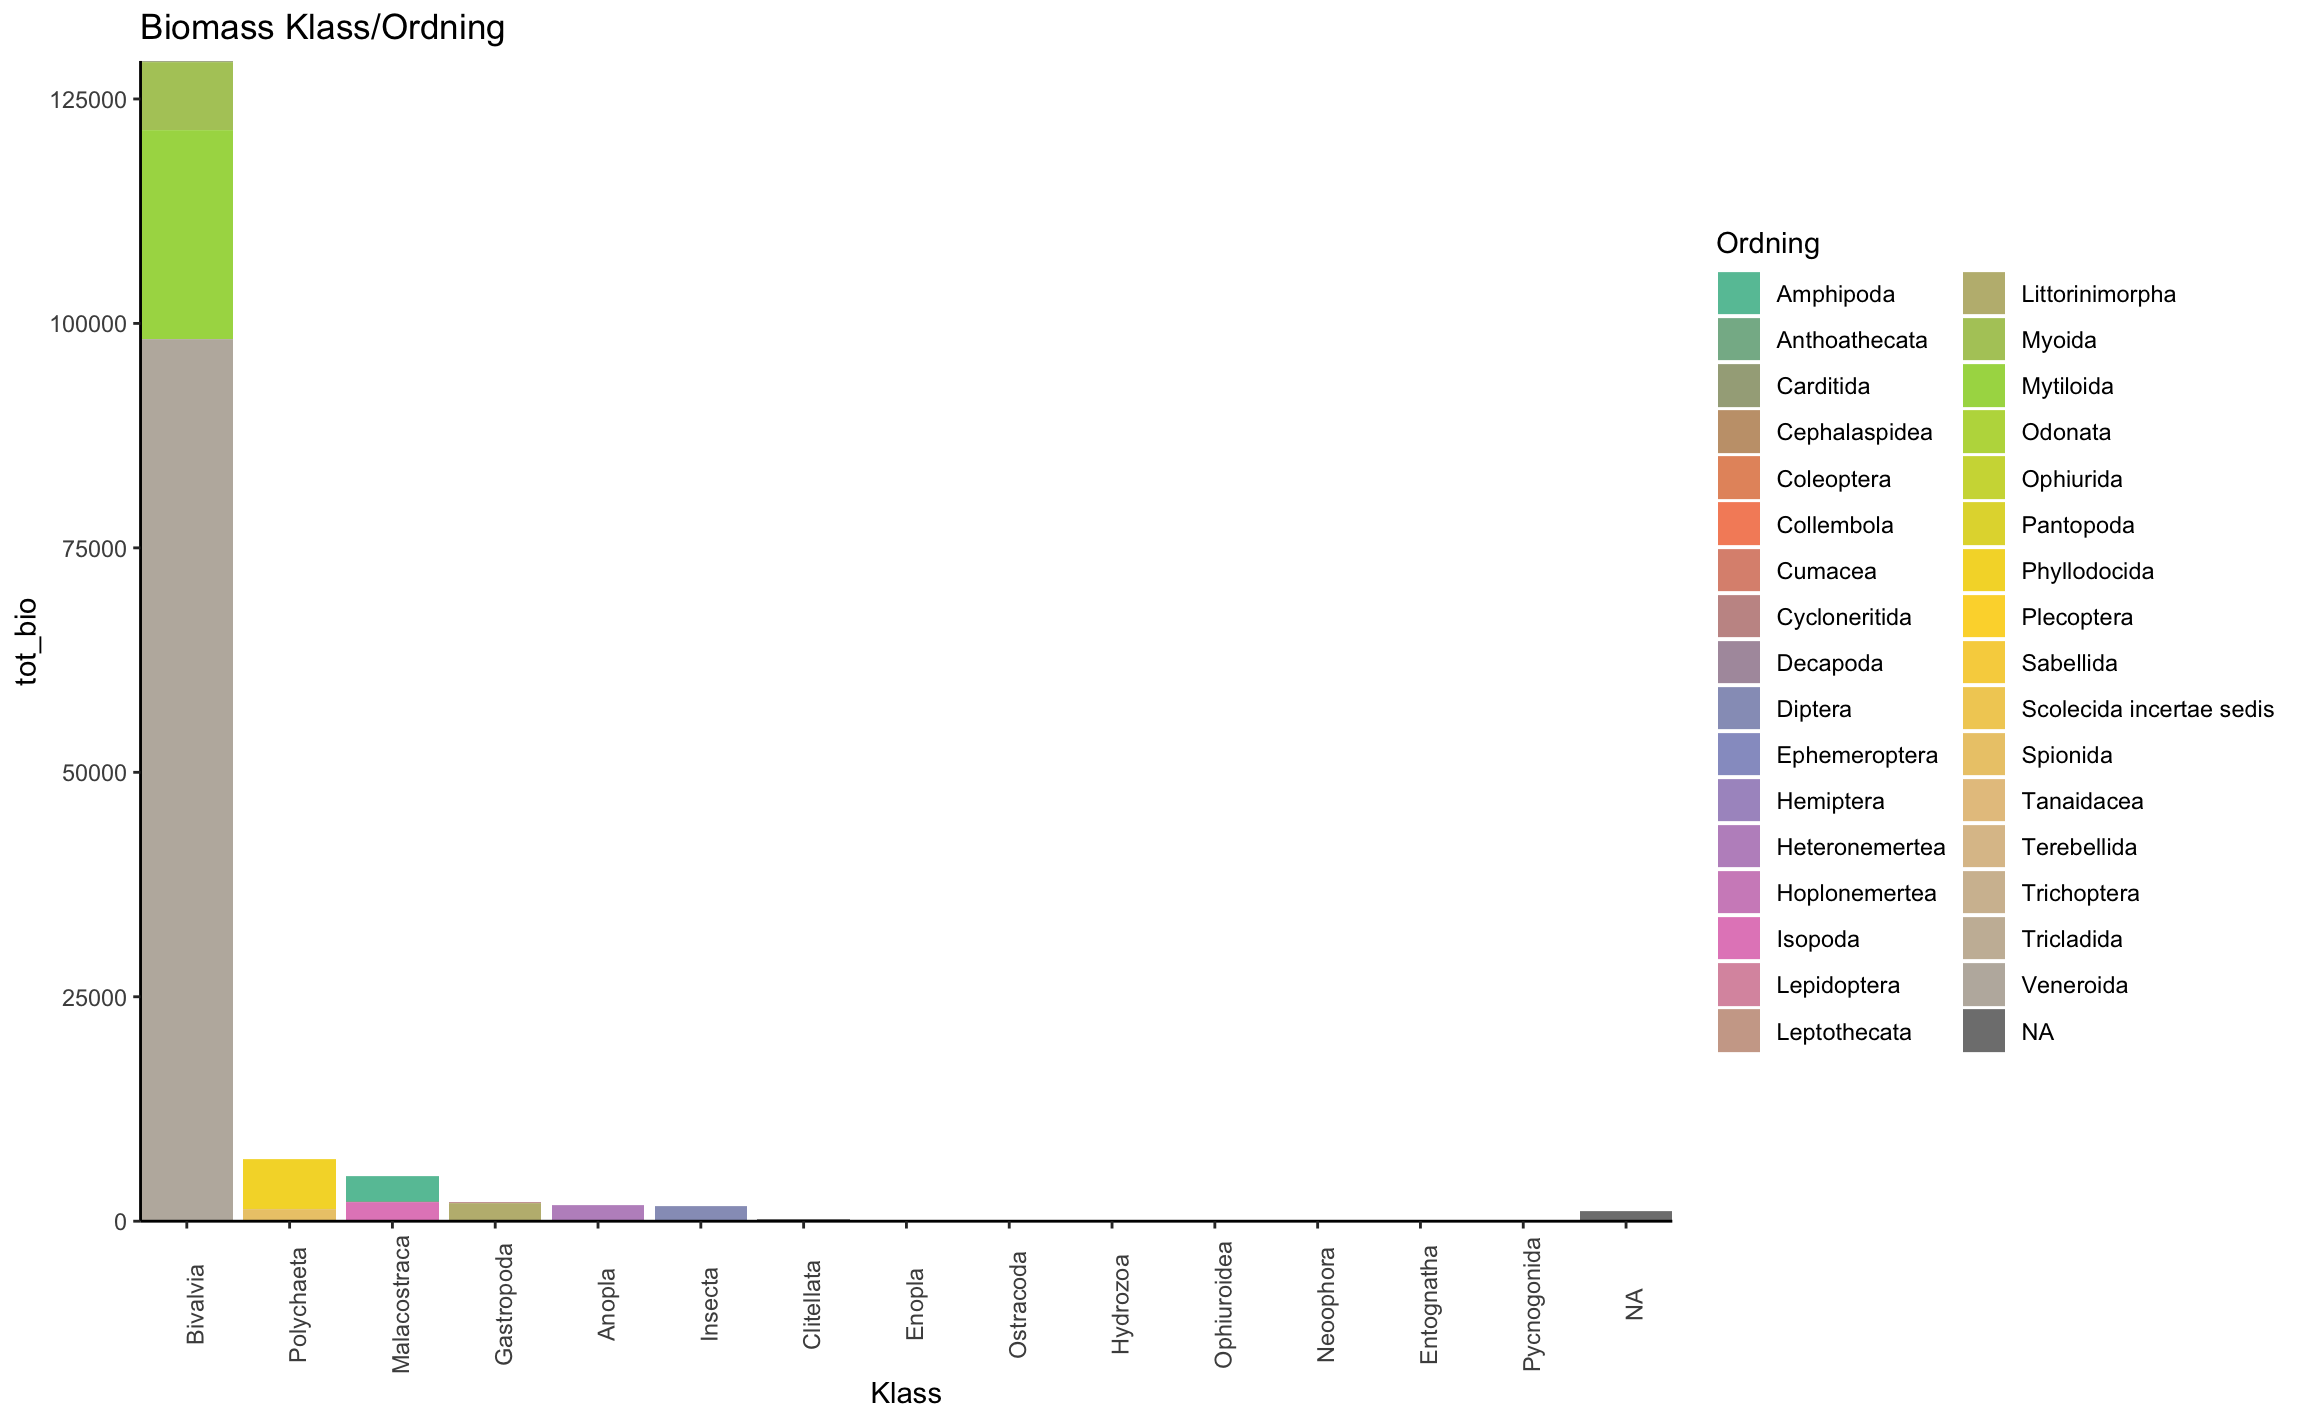 Biomass Klass/Ordning
tot_bio
125000
100000
75000
50000
25000
0
Bivalvia
Polychaeta
Malacostraca
Gastropoda
Anopla
Insecta
Clitellata
Enopla
Ostracoda
Hydrozoa
Ophiuroidea
Neoophora
Entognatha
Pycnogonida
NA
Klass
Ordning
Amphipoda
Anthoathecata
Carditida
Cephalaspidea
Coleoptera
Collembola
Cumacea
Cycloneritida
Decapoda
Diptera
Ephemeroptera
Hemiptera
Heteronemertea
Hoplonemertea
Isopoda
Lepidoptera
Leptothecata
Littorinimorpha
Myoida
Mytiloida
Odonata
Ophiurida
Pantopoda
Phyllodocida
Plecoptera
Sabellida
Scolecida incertae sedis
Spionida
Tanaidacea
Terebellida
Trichoptera
Tricladida
Veneroida
NA